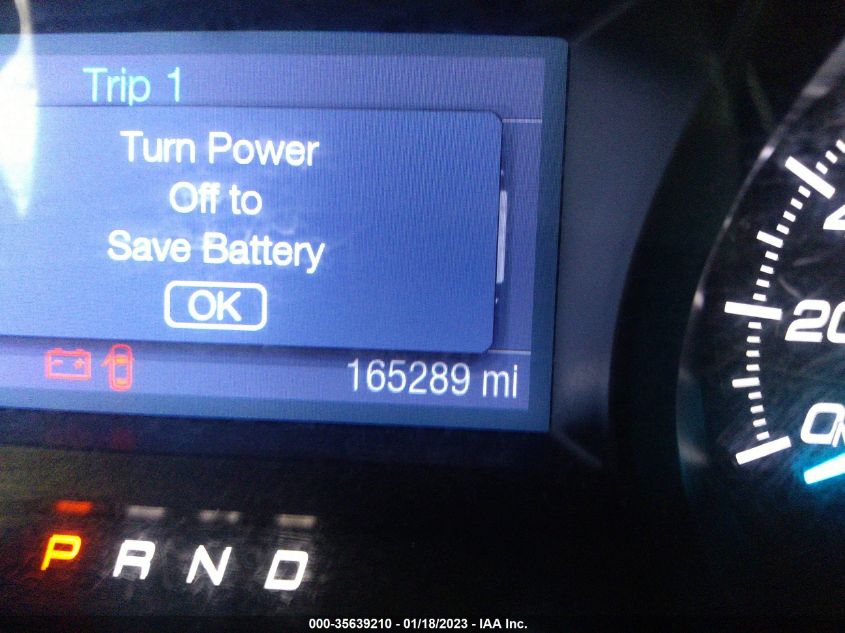 Trip 1
Turn Power
Off to
Save Battery
OK
165289 mi
20
P R N D
000-35639210 - 01/18/2023 - IAA Inc.